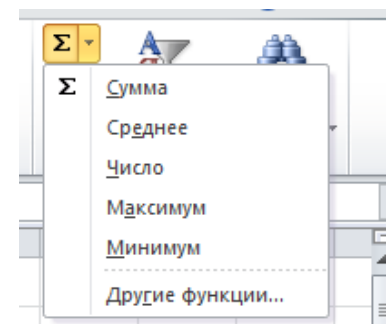 Σ
Σ Сумма
Среднее
Число
Максимум
Минимум
Другие функции...